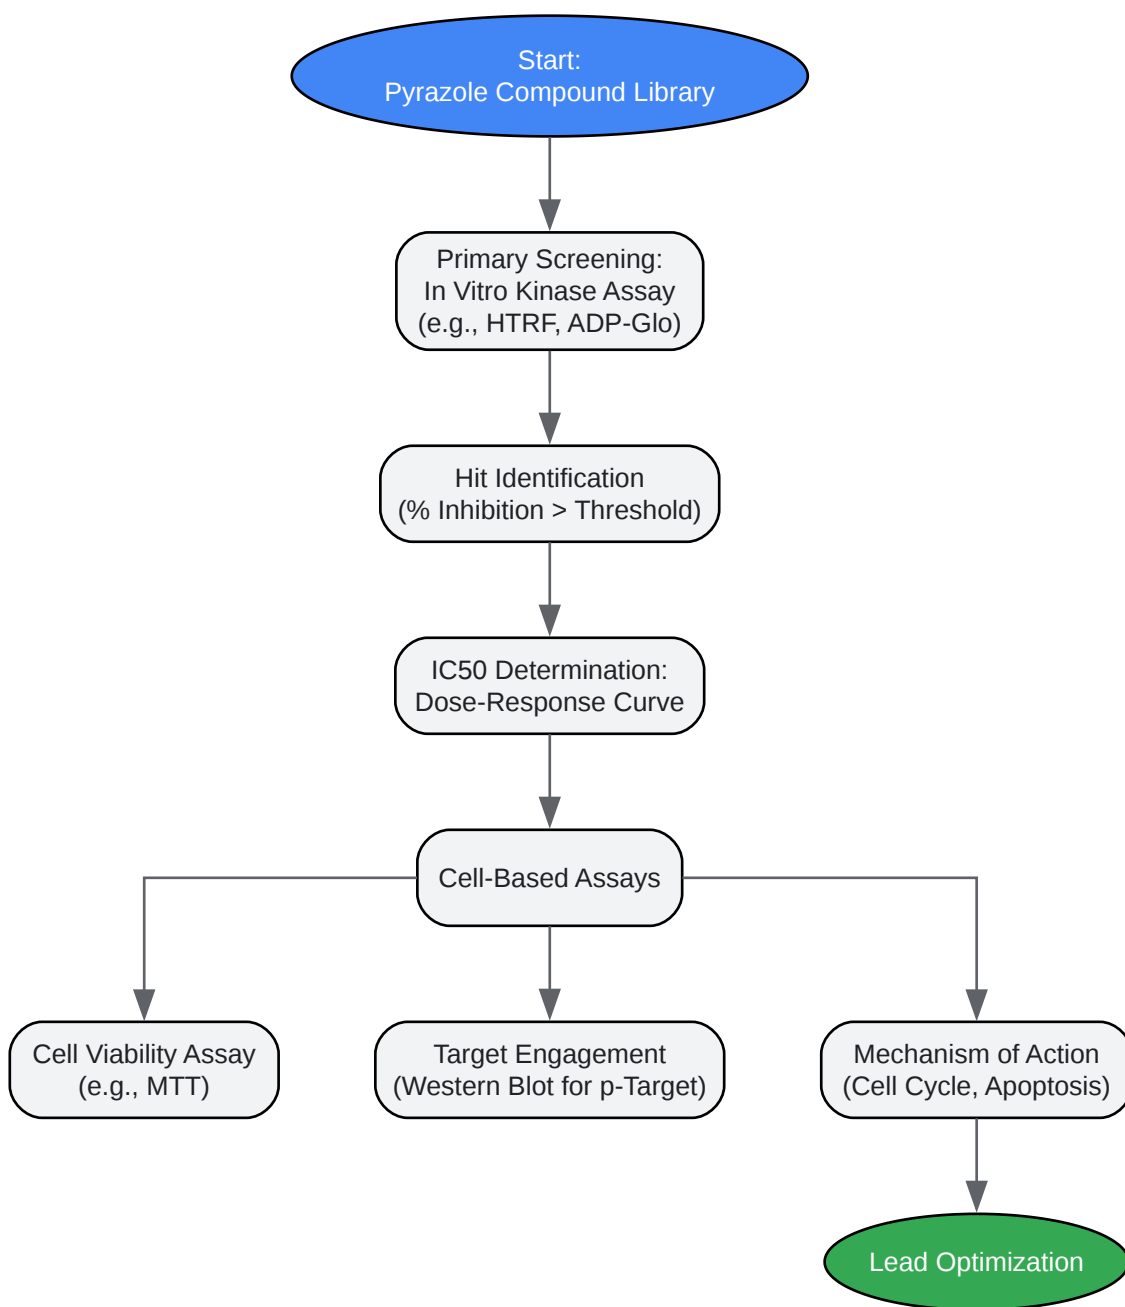 Start:
Pyrazole Compound Library
Primary Screening:
In Vitro Kinase Assay
(e.g., HTRF, ADP-Glo)
Hit Identification
(% Inhibition > Threshold)
IC50 Determination:
Dose-Response Curve
Cell-Based Assays
Cell Viability Assay
(e.g., MTT)
Target Engagement
(Western Blot for p-Target)
Mechanism of Action
(Cell Cycle, Apoptosis)
Lead Optimization